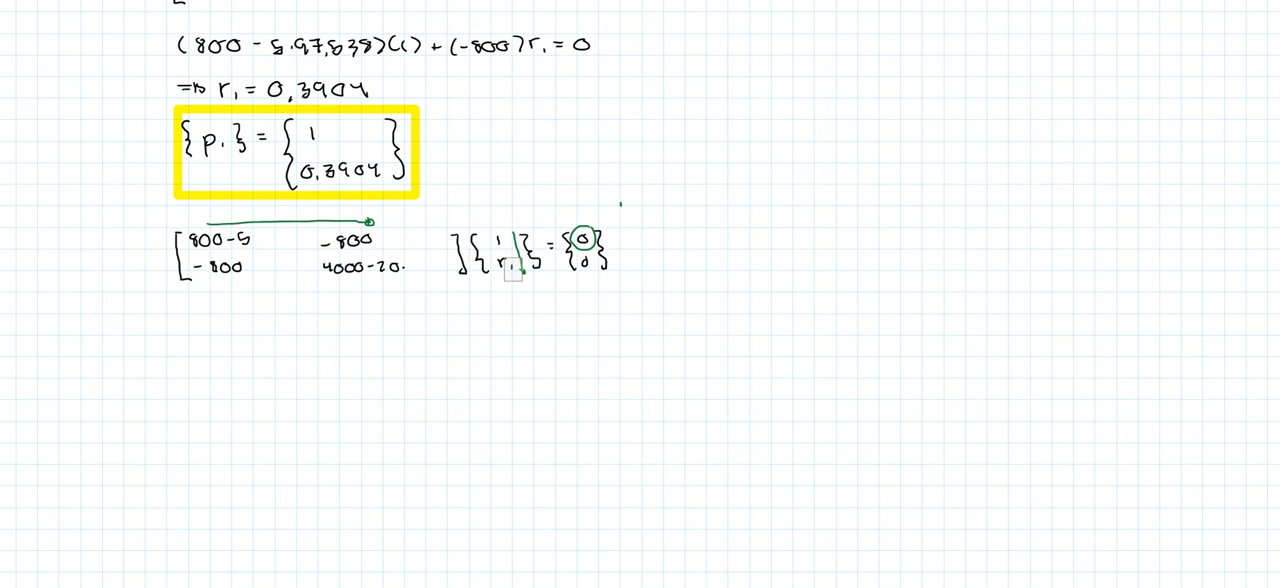 (800 - 5.97,538)(1) + (-800)r₁ = 0
=> r₁ = 0,3904
{p₁} = {1
0,3904}
[800-5 -800 ]{1}={0}
[-800 4000-20. ]{r₁}={0}